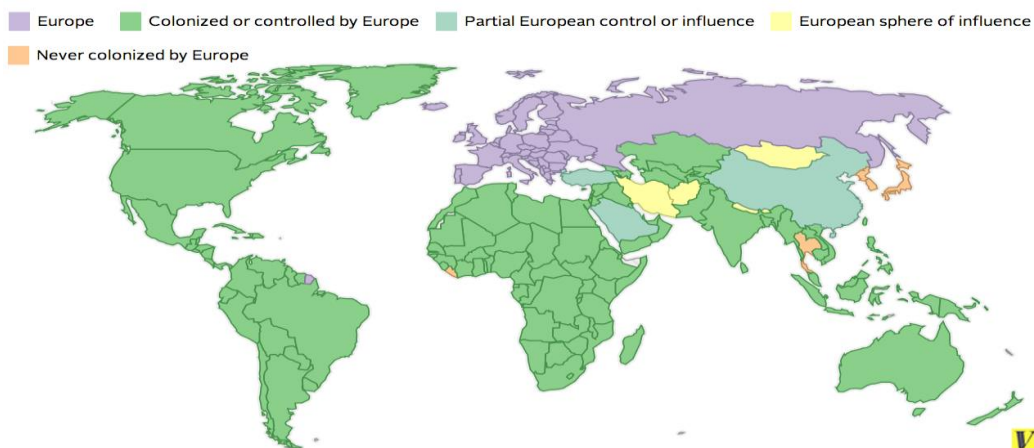 Europe Colonized or controlled by Europe Partial European control or influence European sphere of influence
Never colonized by Europe
V